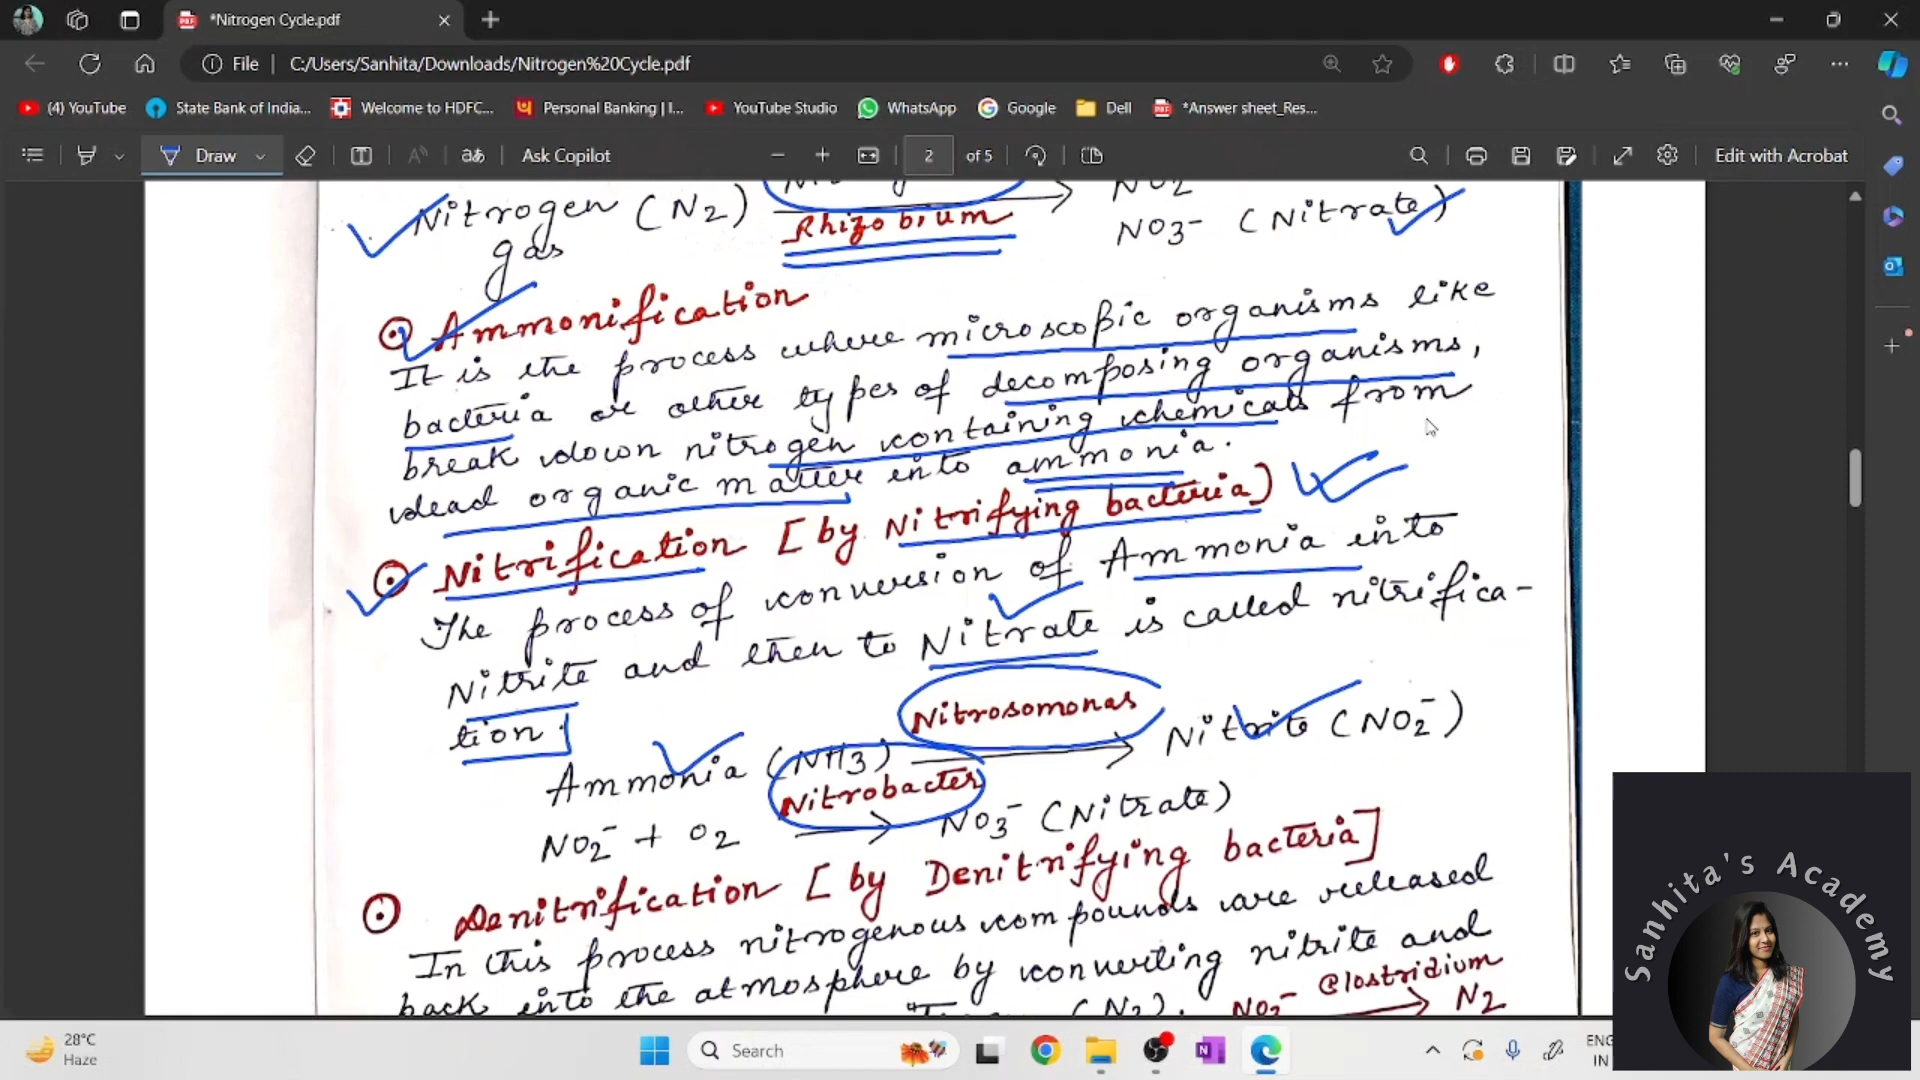 *Nitrogen Cycle.pdf
File
C:/Users/Sanhita/Downloads/Nitrogen%20Cycle.pdf
(4) YouTube
State Bank of India...
Welcome to HDFC...
Personal Banking | I...
YouTube Studio
WhatsApp
Google
Dell
*Answer sheet_Res...
Draw
Ask Copilot
2 of 5
Edit with Acrobat
NO2
Nitrogen (N2)
gas
Rhizobium
NO3- (Nitrate)
Ammonification
It is the process where microscopic organisms like
bacteria or other types of decomposing organisms,
break down nitrogen containing chemicals from
dead organic matter into ammonia.
Nitrification [by Nitrifying bacteria]
The process of conversion of Ammonia into
Nitrite and then to Nitrate is called nitrifica-
tion.
Nitrosomonas
Ammonia (NH3) → Nitrite (NO2-)
Nitrobacter
NO2- + O2 → NO3- (Nitrate)
Denitrification [by Denitrifying bacteria]
In this process nitrogenous compounds are released
back into the atmosphere by converting nitrite and
(N2).
Clostridium
NO2- → N2
Sanhita's Academy
28°C
Haze
Search
ENG
IN